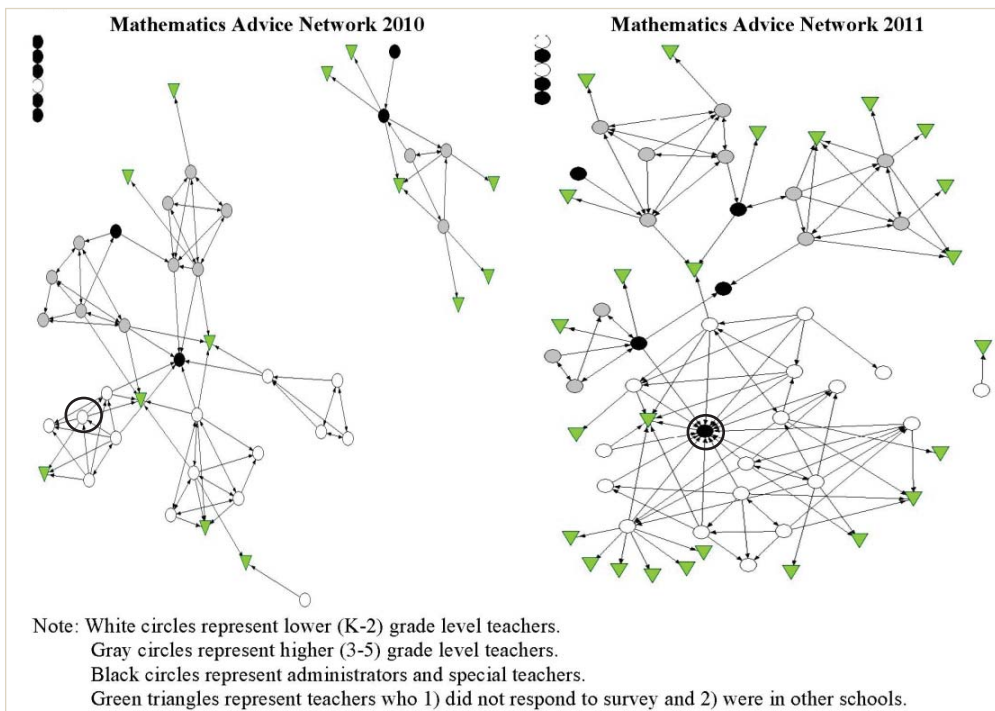 Mathematics Advice Network 2010
Mathematics Advice Network 2011
Note: White circles represent lower (K-2) grade level teachers.
Gray circles represent higher (3-5) grade level teachers.
Black circles represent administrators and special teachers.
Green triangles represent teachers who 1) did not respond to survey and 2) were in other schools.